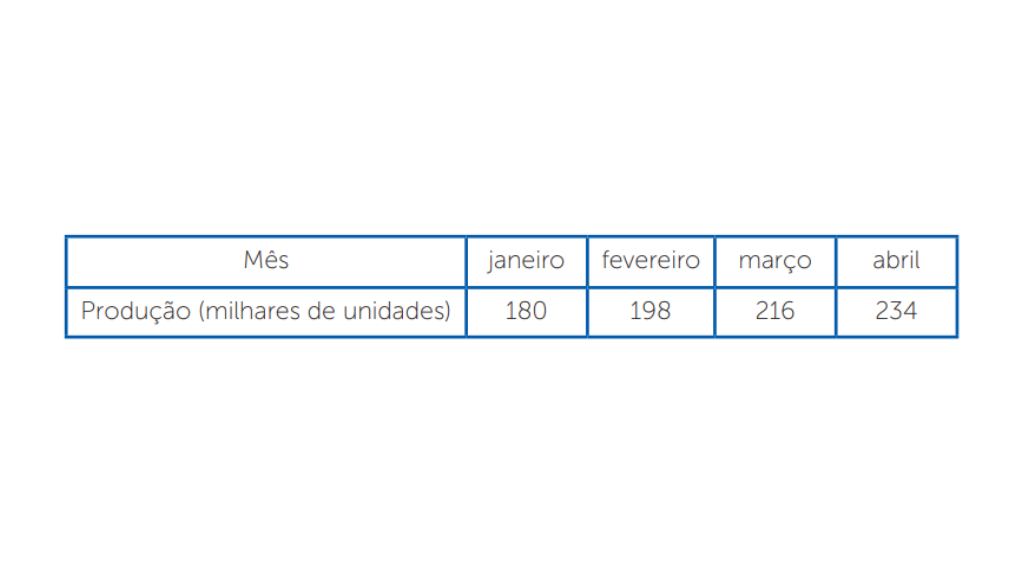 Mês janeiro fevereiro março abril
Produção (milhares de unidades) 180 198 216 234